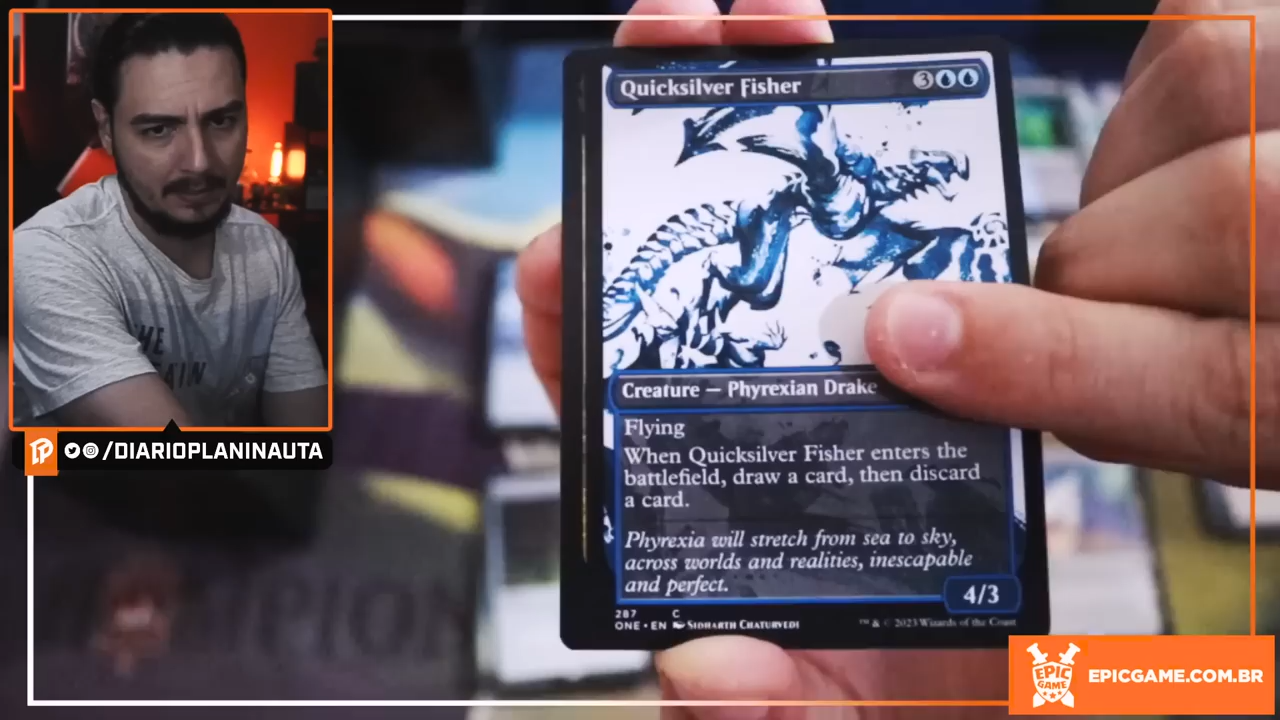 Quicksilver Fisher 3
Creature — Phyrexian Drake
Flying
When Quicksilver Fisher enters the
battlefield, draw a card, then discard
a card.
Phyrexia will stretch from sea to sky,
across worlds and realities, inescapable
and perfect.
4/3
287 C
ONE • EN Sidharth Chaturvedi
™ & © 2023 Wizards of the Coast
/DIARIOPLANINAUTA
EPIC
GAME
EPICGAME.COM.BR